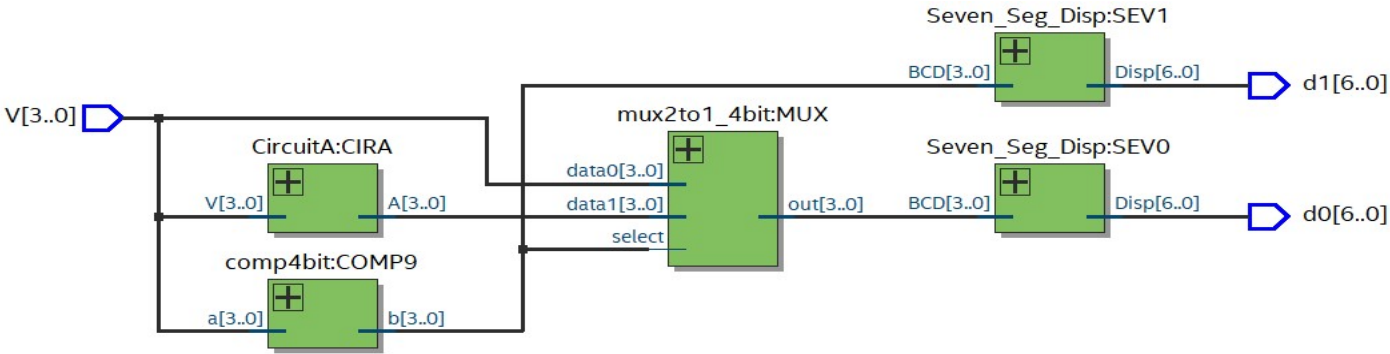 Seven_Seg_Disp:SEV1
BCD[3..0] Disp[6..0] d1[6..0]
V[3..0]
mux2to1_4bit:MUX
CircuitA:CIRA
Seven_Seg_Disp:SEV0
data0[3..0]
V[3..0] A[3..0] data1[3..0] out[3..0] BCD[3..0] Disp[6..0] d0[6..0]
select
comp4bit:COMP9
a[3..0] b[3..0]